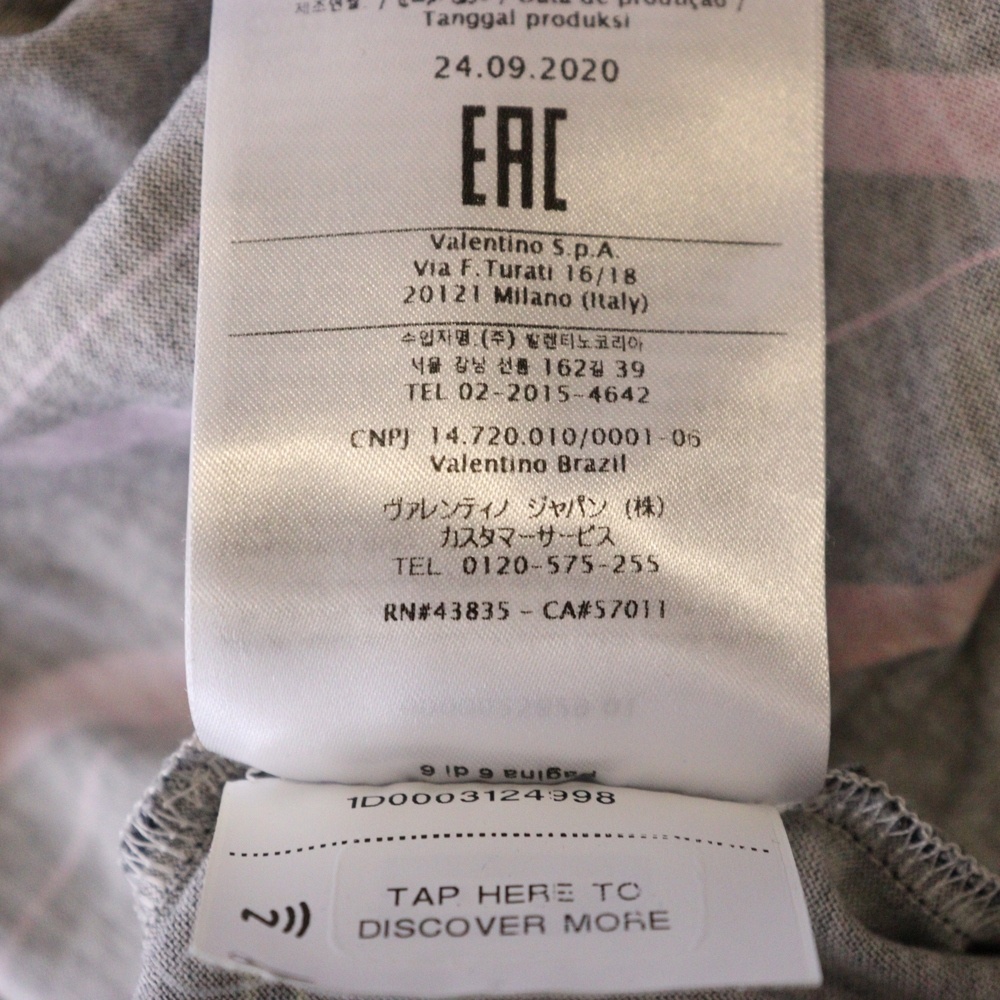 Tanggal produksi
24.09.2020
EAC
Valentino S.p.A.
Via F.Turati 16/18
20121 Milano (Italy)
수입자명:(주) 발렌티노코리아
서울 강남 선릉 162길 39
TEL 02-2015-4642
CNPJ 14.720.010/0001-06
Valentino Brazil
ヴァレンティノ ジャパン (株)
カスタマーサービス
TEL 0120-575-255
RN#43835 - CA#57011
Pagina 6 di 6
1D0003124998
TAP HERE TO
DISCOVER MORE